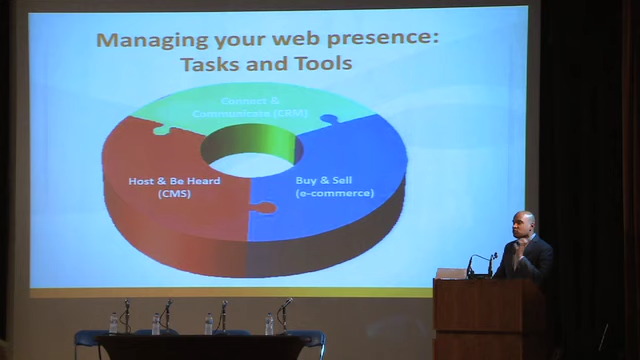 Managing your web presence:
Tasks and Tools
Connect &
Communicate (CRM)
Host & Be Heard
(CMS)
Buy & Sell
(e-commerce)